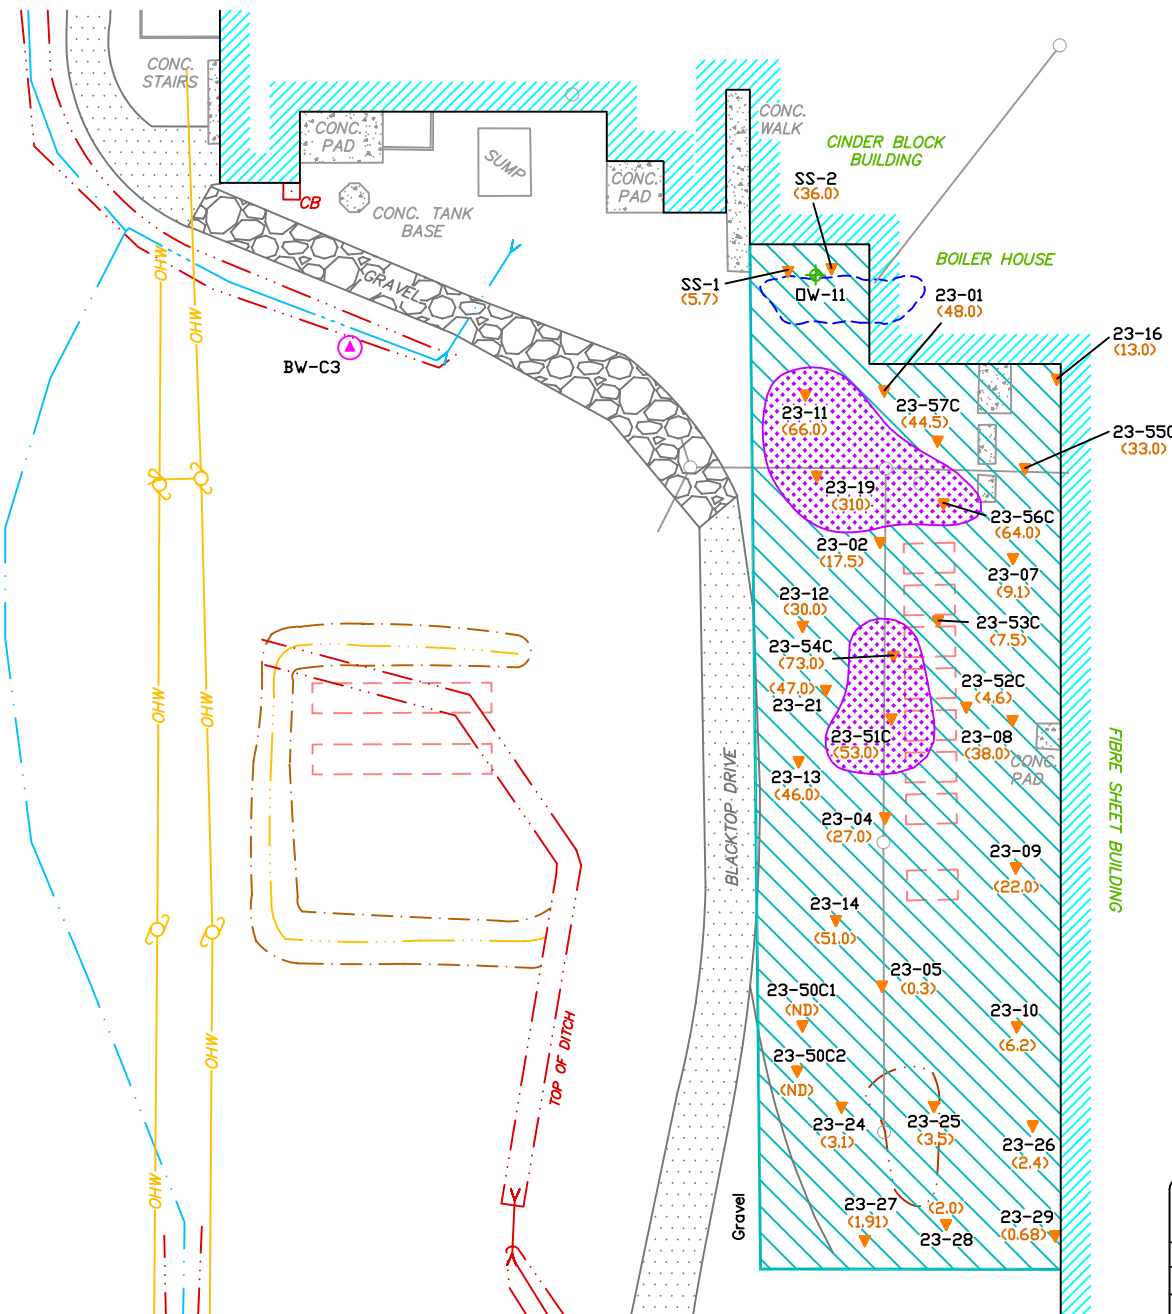 CONC.
STAIRS
CONC.
PAD
SUMP
CONC.
PAD
CONC.
WALK
CINDER BLOCK
BUILDING
SS-2
(36.0)
CB
CONC. TANK
BASE
OHW
GRAVEL
SS-1
(5.7)
OW-11
BOILER HOUSE
23-01
(48.0)
OHW
BW-C3
23-16
(13.0)
23-11
(66.0)
23-57C
(44.5)
23-55C
(33.0)
23-19
(310)
23-56C
(64.0)
23-02
(17.5)
23-07
(9.1)
23-12
(30.0)
23-53C
(7.5)
23-54C
(73.0)
(47.0)
23-21
23-52C
(4.6)
OHW
OHW
23-51C
(53.0)
23-08
(38.0)
CONC.
PAD
23-13
(46.0)
BLACKTOP DRIVE
FIBRE SHEET BUILDING
23-04
(27.0)
23-09
(22.0)
23-14
(51.0)
23-05
(0.3)
23-50C1
(ND)
23-10
(6.2)
OHW
TOP OF DITCH
23-50C2
(ND)
23-24
(3.1)
23-25
(3.5)
23-26
(2.4)
OHW
Gravel
23-27
(1.91)
(2.0)
23-28
23-29
(0.68)